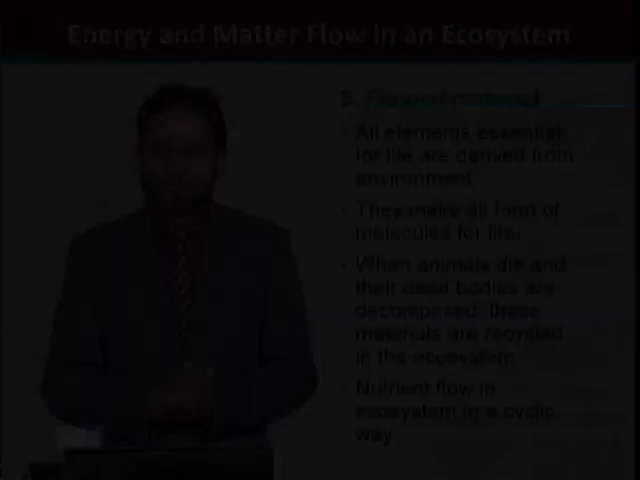 Energy and Matter Flow in an Ecosystem
B. Flow of material
• All elements essential
for life are derived from
environment
• They make all form of
molecules for life.
• When animals die and
their dead bodies are
decomposed, these
materials are recycled
in the ecosystem
• Nutrient flow in
ecosystem in a cyclic
way